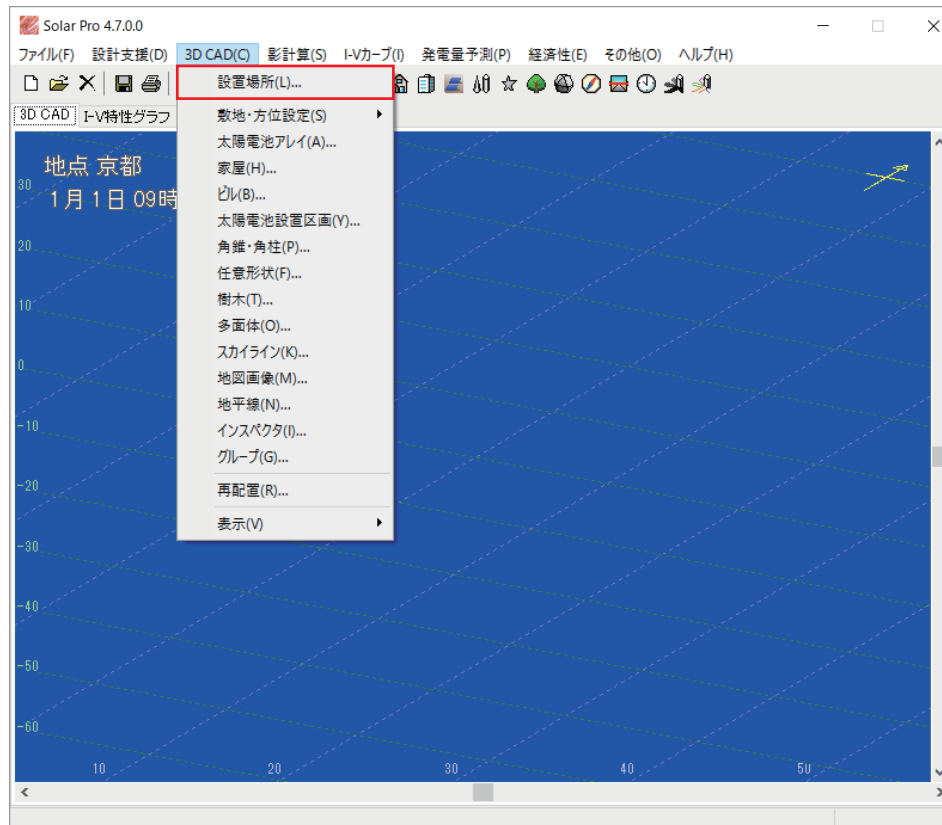 Solar Pro 4.7.0.0
ファイル(F) 設計支援(D) 3D CAD(C) 影計算(S) I-Vカーブ(I) 発電量予測(P) 経済性(E) その他(O) ヘルプ(H)
設置場所(L)...
3D CAD I-V特性グラフ
敷地・方位設定(S)
太陽電池アレイ(A)...
家屋(H)...
ビル(B)...
太陽電池設置区画(Y)...
角錐・角柱(P)...
任意形状(F)...
樹木(T)...
多面体(O)...
スカイライン(K)...
地図画像(M)...
地平線(N)...
インスペクタ(I)...
グループ(G)...
再配置(R)...
表示(V)
地点 京都
1月1日 09時
30
20
10
0
-10
-20
-30
-40
-50
-60
10 20 30 40 50